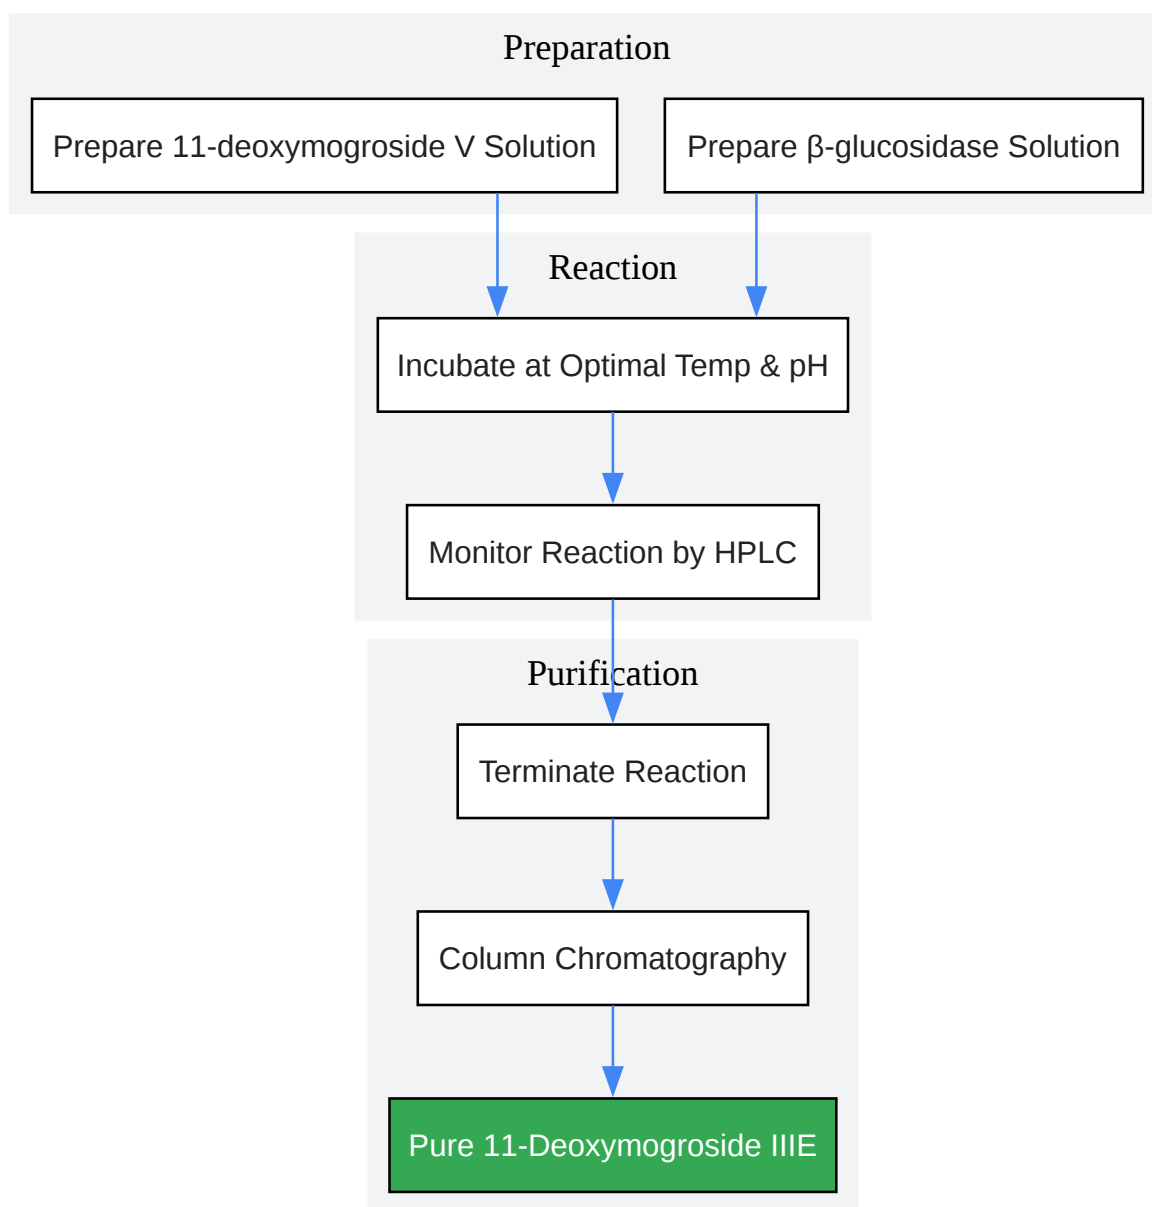 Preparation
Prepare 11-deoxymogroside V Solution
Prepare β-glucosidase Solution
Reaction
Incubate at Optimal Temp & pH
Monitor Reaction by HPLC
Purification
Terminate Reaction
Column Chromatography
Pure 11-Deoxymogroside IIIE